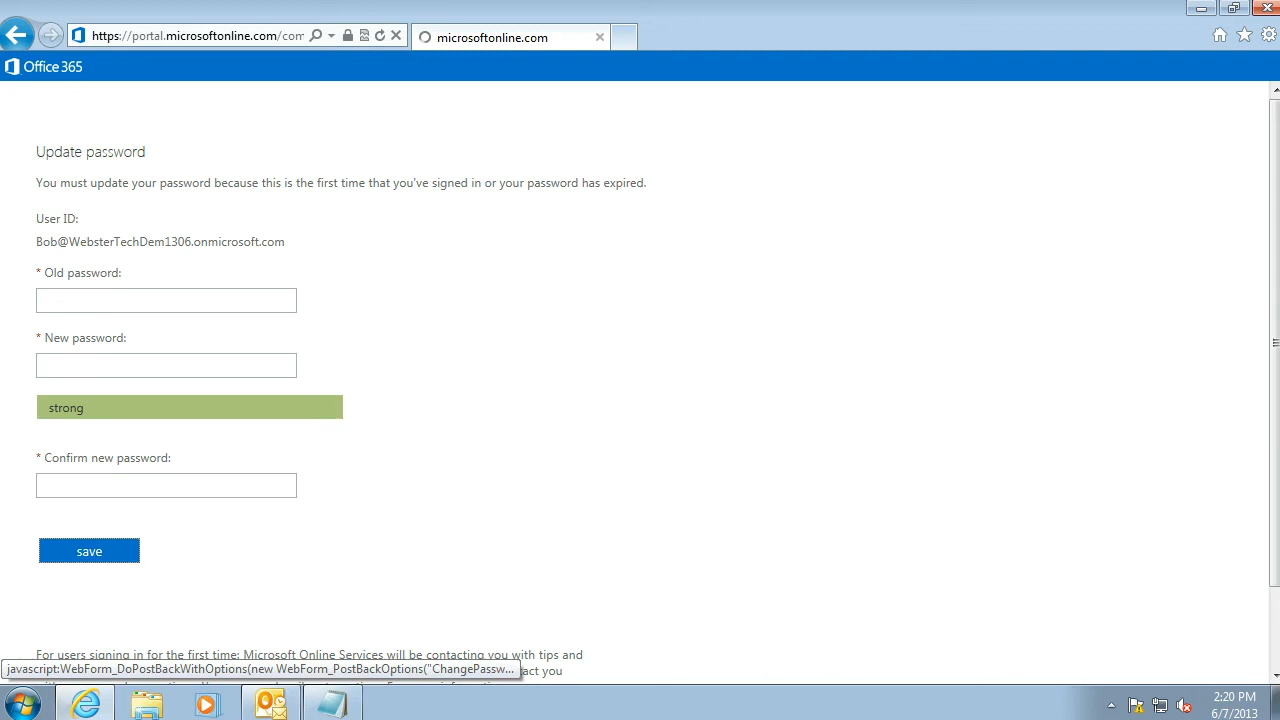 https://portal.microsoftonline.com/com
microsoftonline.com
Office 365
Update password
You must update your password because this is the first time that you've signed in or your password has expired.
User ID:
Bob@WebsterTechDem1306.onmicrosoft.com
* Old password:
* New password:
strong
* Confirm new password:
save
For users signing in for the first time: Microsoft Online Services will be contacting you with tips and
javascript:WebForm_DoPostBackWithOptions(new WebForm_PostBackOptions("ChangePassw...
act you
2:20 PM
6/7/2013